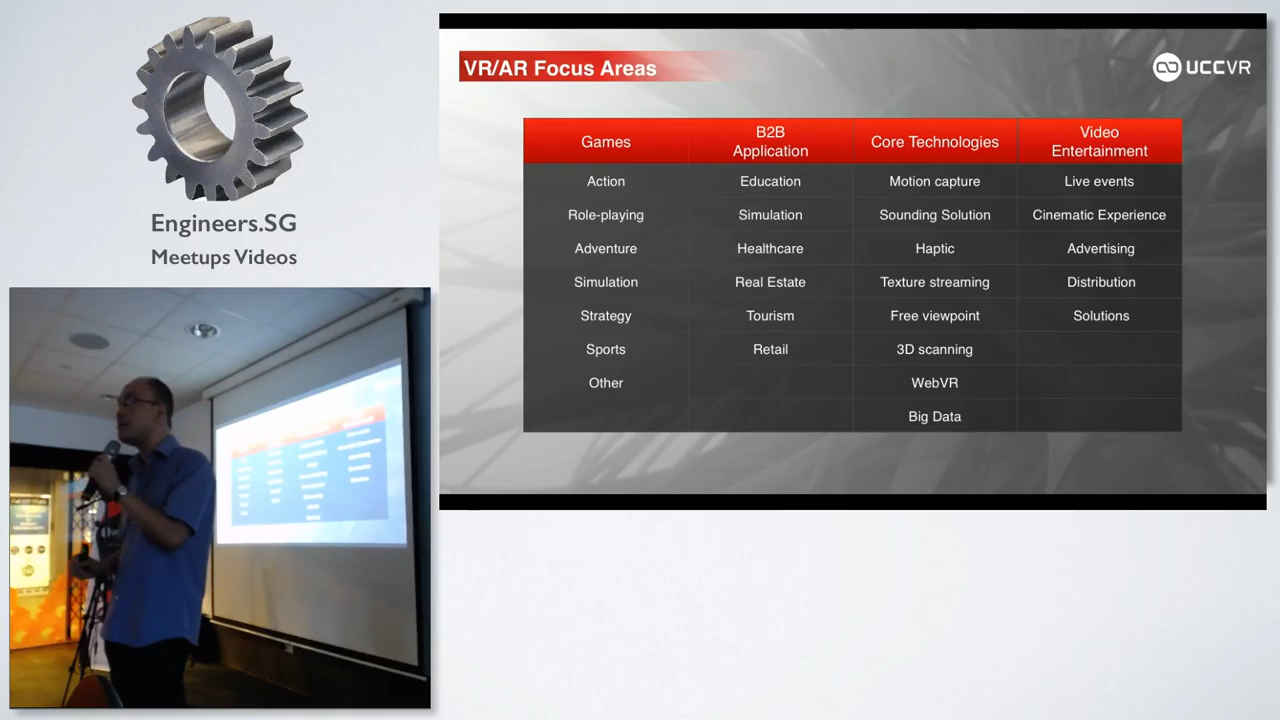 Engineers.SG
Meetups Videos
VR/AR Focus Areas
UCCVR
Games
B2B
Application
Core Technologies
Video
Entertainment
Action
Education
Motion capture
Live events
Role-playing
Simulation
Sounding Solution
Cinematic Experience
Adventure
Healthcare
Haptic
Advertising
Simulation
Real Estate
Texture streaming
Distribution
Strategy
Tourism
Free viewpoint
Solutions
Sports
Retail
3D scanning
Other
WebVR
Big Data